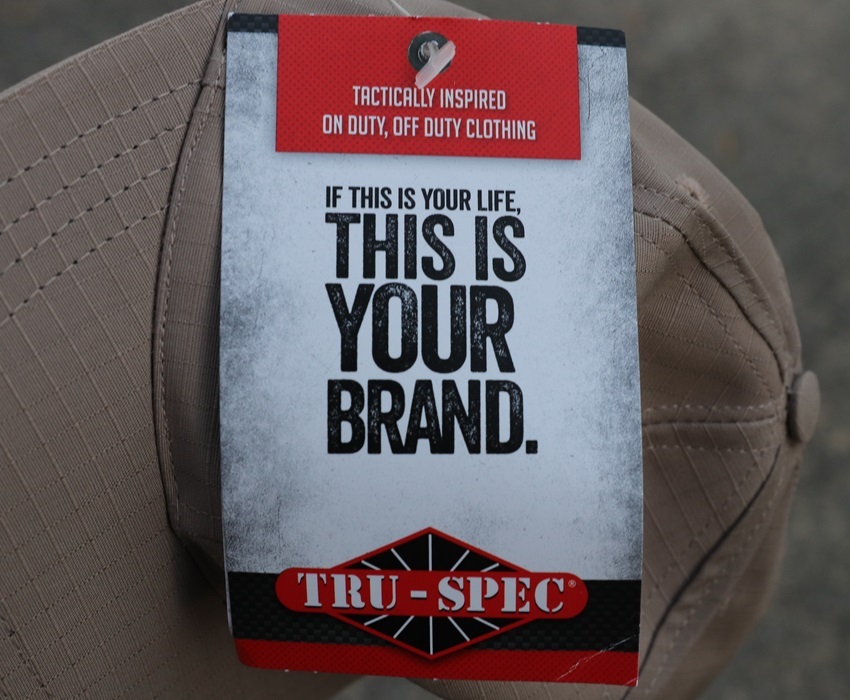 TACTICALLY INSPIRED
ON DUTY, OFF DUTY CLOTHING
IF THIS IS YOUR LIFE,
THIS IS
YOUR
BRAND.
TRU-SPEC®